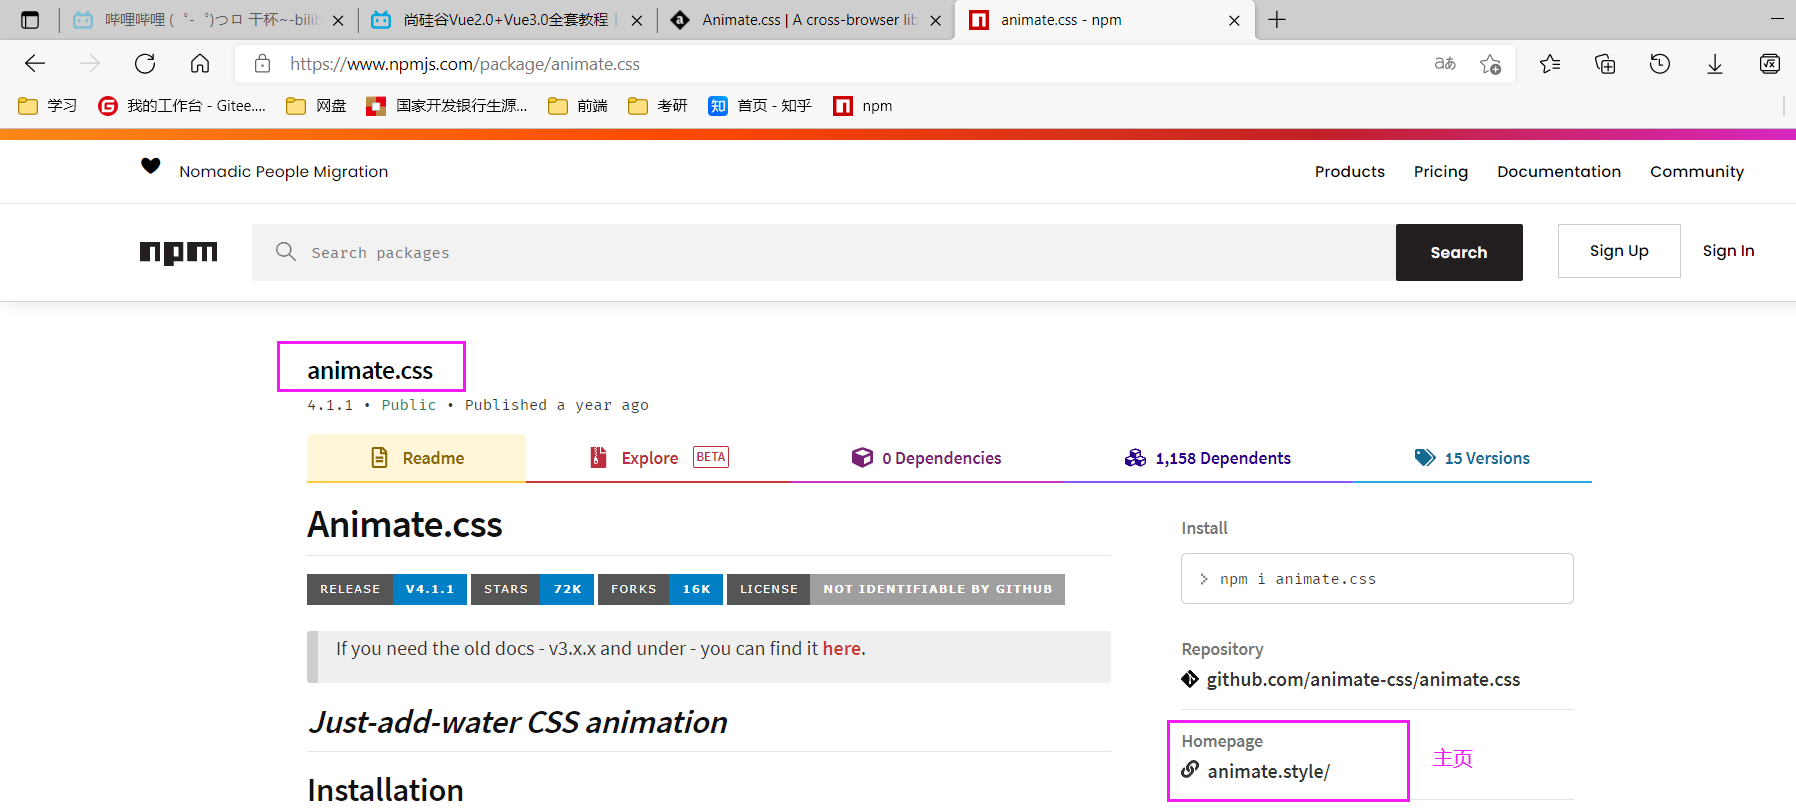 哔哩哔哩 (゜-゜)つロ 干杯~-bilib
尚硅谷Vue2.0+Vue3.0全套教程
Animate.css | A cross-browser lib
animate.css - npm
https://www.npmjs.com/package/animate.css
学习
我的工作台 - Gitee....
网盘
国家开发银行生源...
前端
考研
知 首页 - 知乎
npm
Nomadic People Migration
Products
Pricing
Documentation
Community
npm
Search packages
Search
Sign Up
Sign In
animate.css
4.1.1 • Public • Published a year ago
Readme
Explore BETA
0 Dependencies
1,158 Dependents
15 Versions
Animate.css
RELEASE V4.1.1 STARS 72K FORKS 16K LICENSE NOT IDENTIFIABLE BY GITHUB
If you need the old docs - v3.x.x and under - you can find it here.
Just-add-water CSS animation
Installation
Install
> npm i animate.css
Repository
github.com/animate-css/animate.css
Homepage
animate.style/
主页